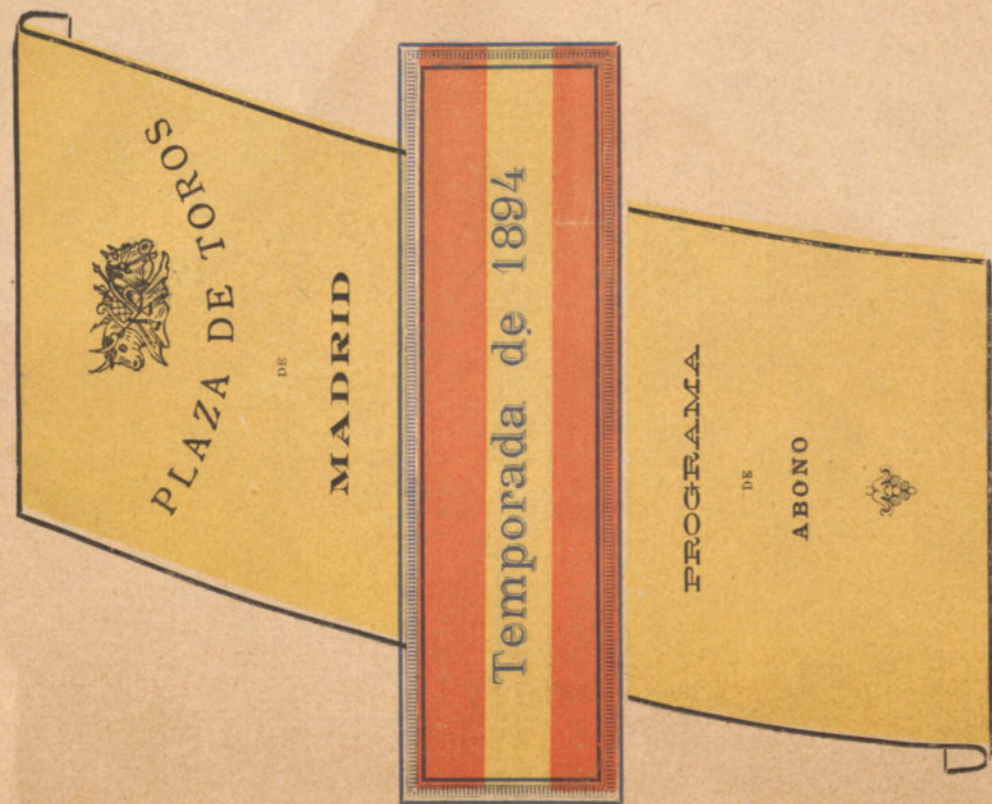 PLAZA DE TOROS
DE
MADRID
Temporada de 1894
PROGRAMA
DE
ABONO